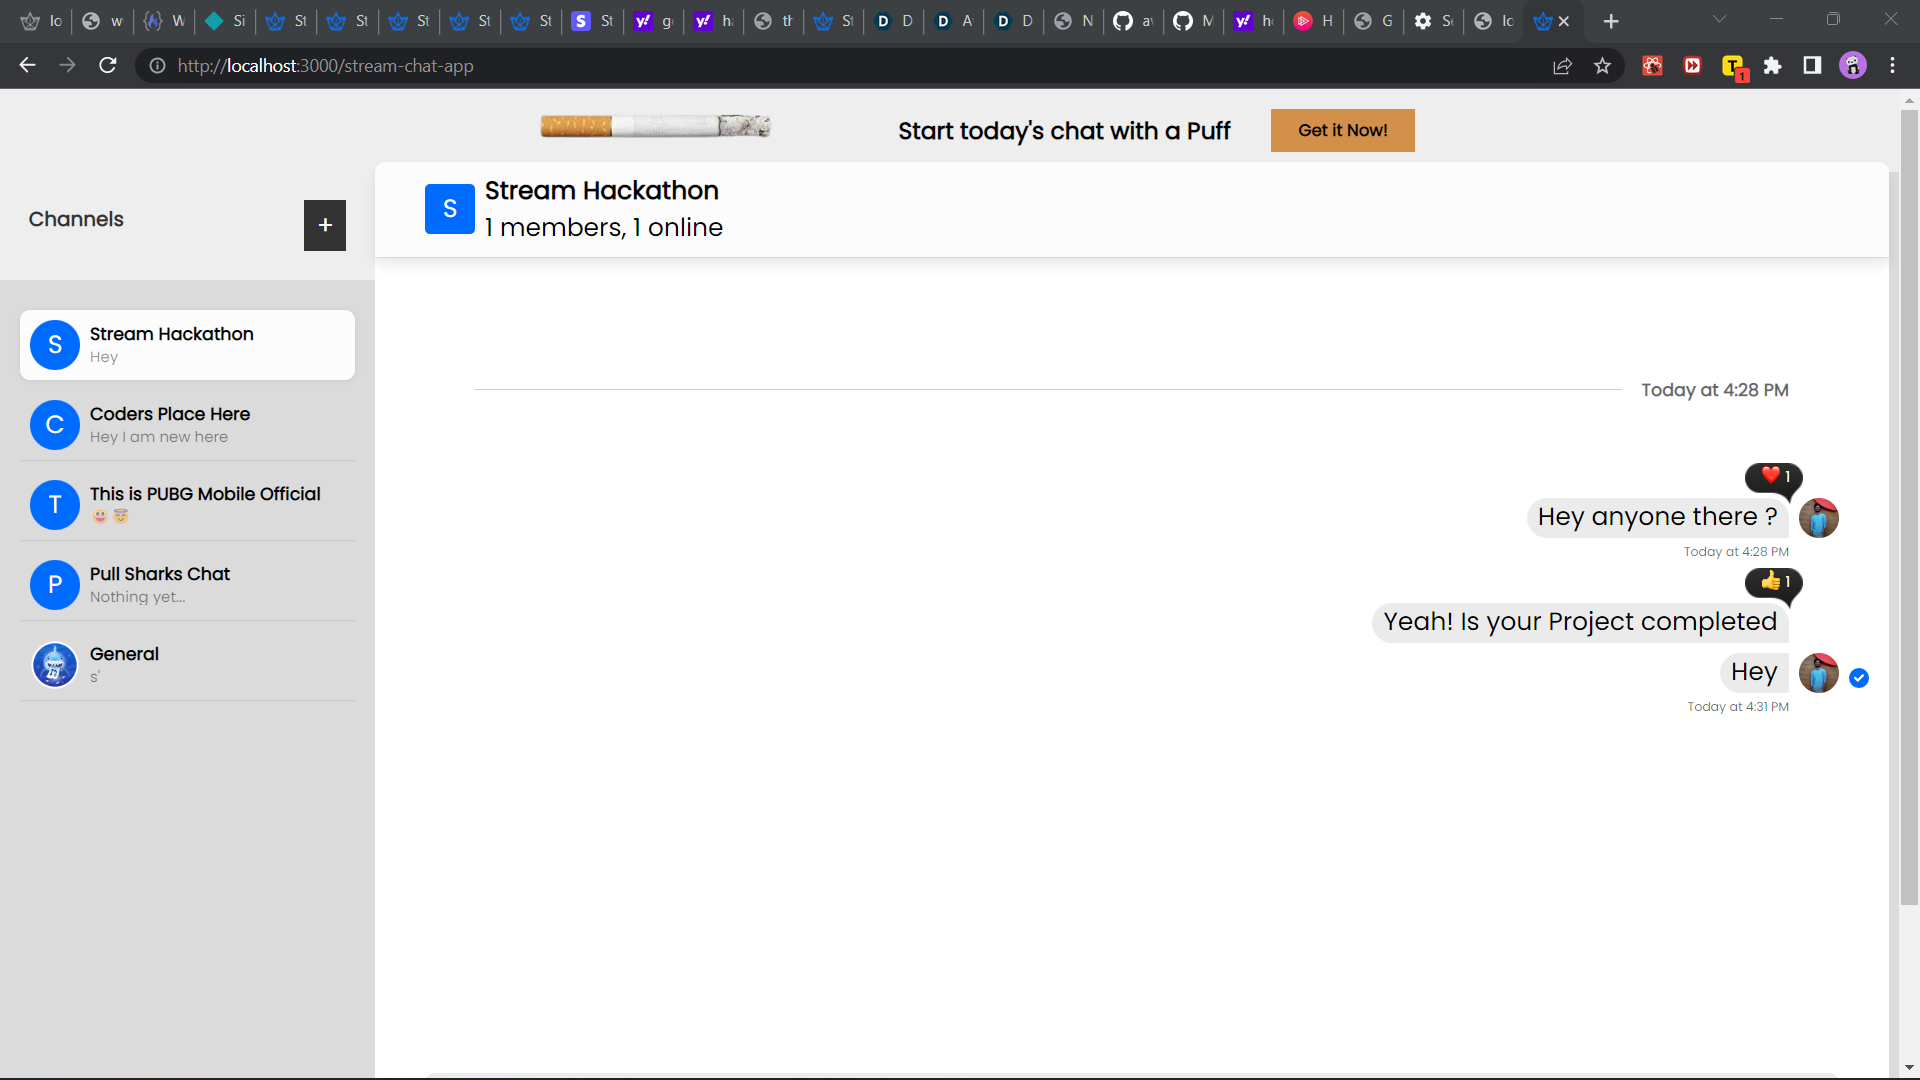 lo
w
W
Si
St
St
St
St
St
St
g
h
th
St
D
A
D
N
a
M
h
H
G
S
lo
http://localhost:3000/stream-chat-app
1
Start today's chat with a Puff
Get it Now!
Channels
+
S
Stream Hackathon
1 members, 1 online
S
Stream Hackathon
Hey
C
Coders Place Here
Hey I am new here
T
This is PUBG Mobile Official
😃 😇
P
Pull Sharks Chat
Nothing yet...
General
s'
Today at 4:28 PM
❤️ 1
Hey anyone there ?
Today at 4:28 PM
👍 1
Yeah! Is your Project completed
Hey
Today at 4:31 PM